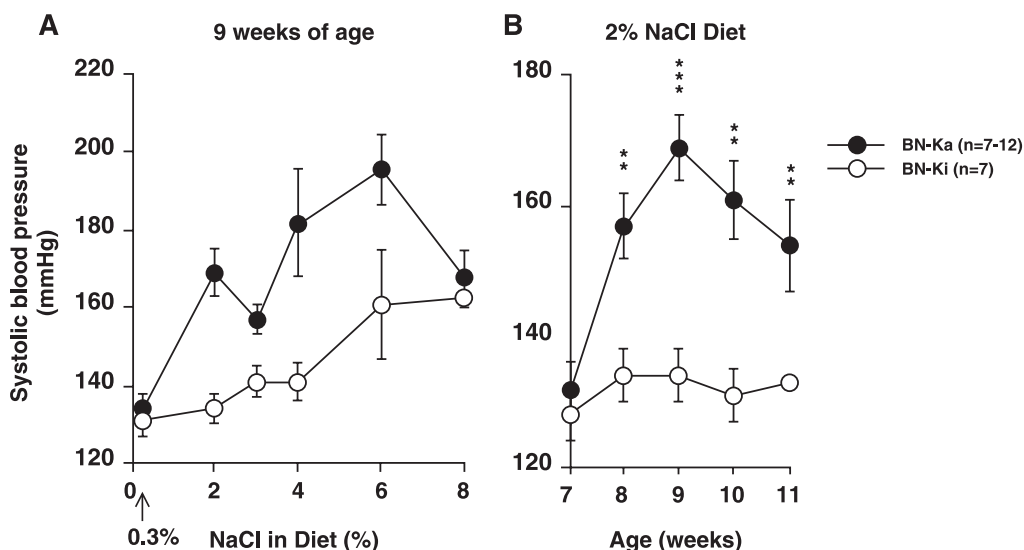 A
9 weeks of age
B
2% NaCl Diet
Systolic blood pressure
(mmHg)
220
200
180
160
140
120
0
2
4
6
8
0.3%
NaCl in Diet (%)
180
160
140
120
**
***
**
**
7
8
9
10
11
Age (weeks)
BN-Ka (n=7-12)
BN-Ki (n=7)